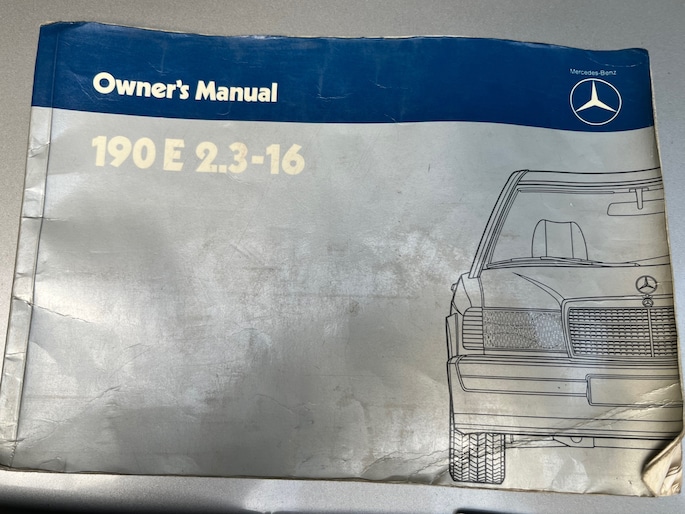 Mercedes-Benz
Owner's Manual
190 E 2.3-16